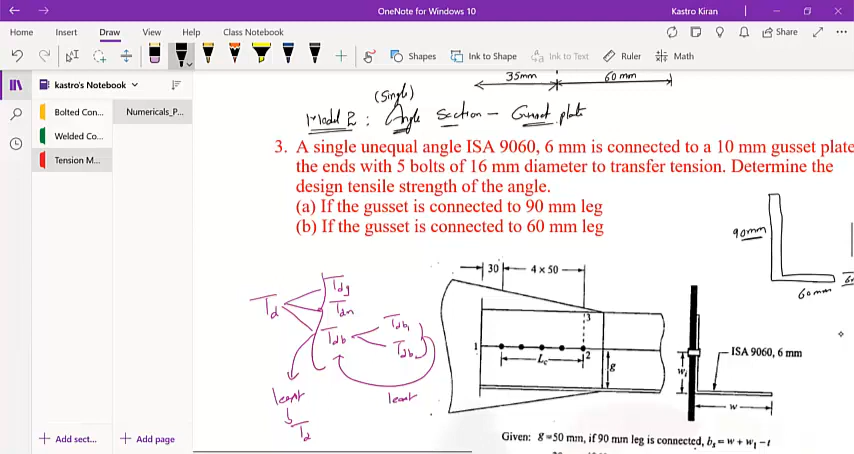 OneNote for Windows 10
Kastro Kiran
Home Insert Draw View Help Class Notebook
Share
Shapes Ink to Shape Ink to Text Ruler Math
kastro's Notebook
Bolted Con...
Welded Co...
Tension M...
Numericals_P...
Add sect...
Add page
35mm 60 mm
(Single)
Model 2 : Angle Section - Gusset plate
3. A single unequal angle ISA 9060, 6 mm is connected to a 10 mm gusset plate
the ends with 5 bolts of 16 mm diameter to transfer tension. Determine the
design tensile strength of the angle.
(a) If the gusset is connected to 90 mm leg
(b) If the gusset is connected to 60 mm leg
90mm
60mm
Td
Tdg
Tdn
Tdb
Tdb1
least
least
Td
30 4 × 50
3
1
2
Lc
g
ISA 9060, 6 mm
w1
w
Given: g = 50 mm, if 90 mm leg is connected, bs = w + w1 – t